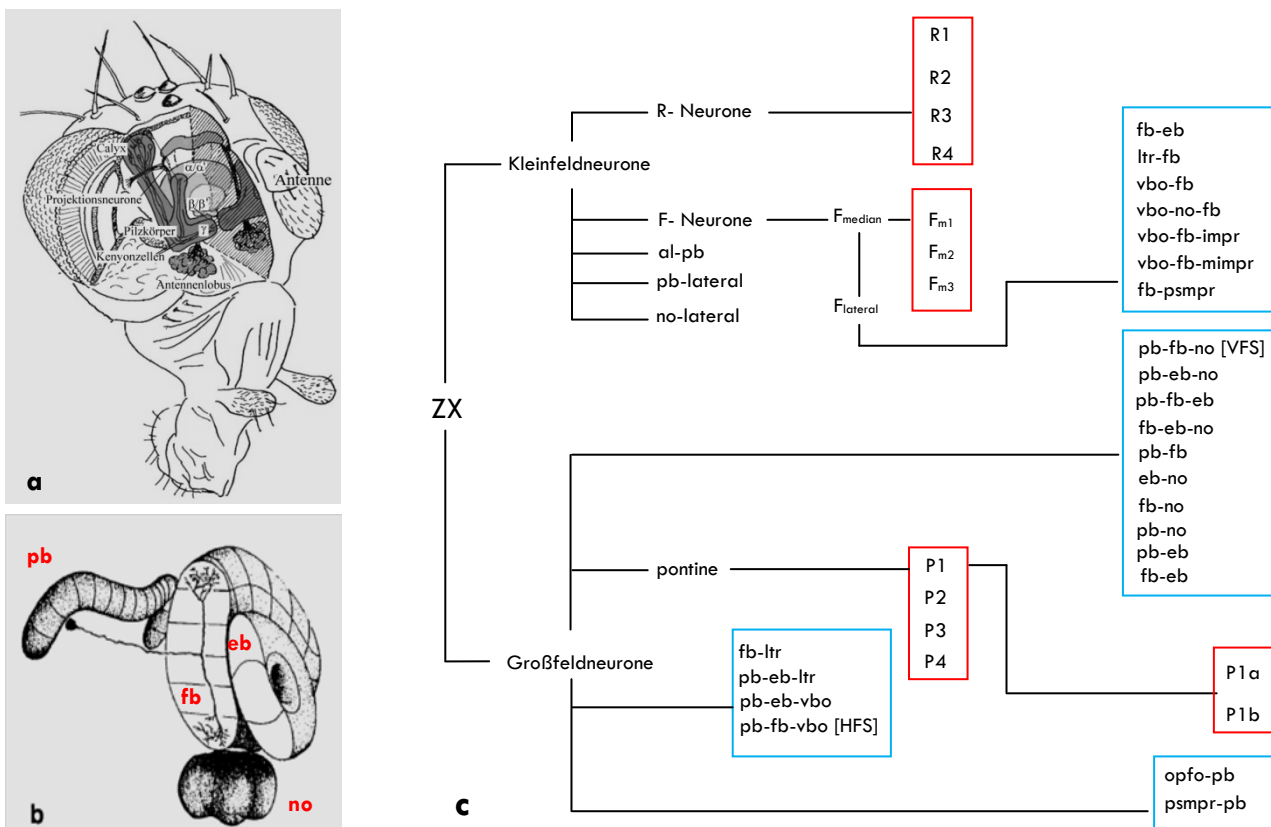 Calyx
α/α'
Antenne
Projektionsneurone
β/β'
Pilzkörper
γ
Kenyonzellen
Antennenlobus
a
pb
eb
fb
no
b
ZX
Kleinfeldneurone
R- Neurone
R1
R2
R3
R4
F- Neurone
al-pb
pb-lateral
no-lateral
Fmedian
Flateral
Fm1
Fm2
Fm3
fb-eb
ltr-fb
vbo-fb
vbo-no-fb
vbo-fb-impr
vbo-fb-mimpr
fb-psmpr
Großfeldneurone
pb-fb-no [VFS]
pb-eb-no
pb-fb-eb
fb-eb-no
pb-fb
eb-no
fb-no
pb-no
pb-eb
fb-eb
pontine
P1
P2
P3
P4
P1a
P1b
fb-ltr
pb-eb-ltr
pb-eb-vbo
pb-fb-vbo [HFS]
opfo-pb
psmpr-pb
c